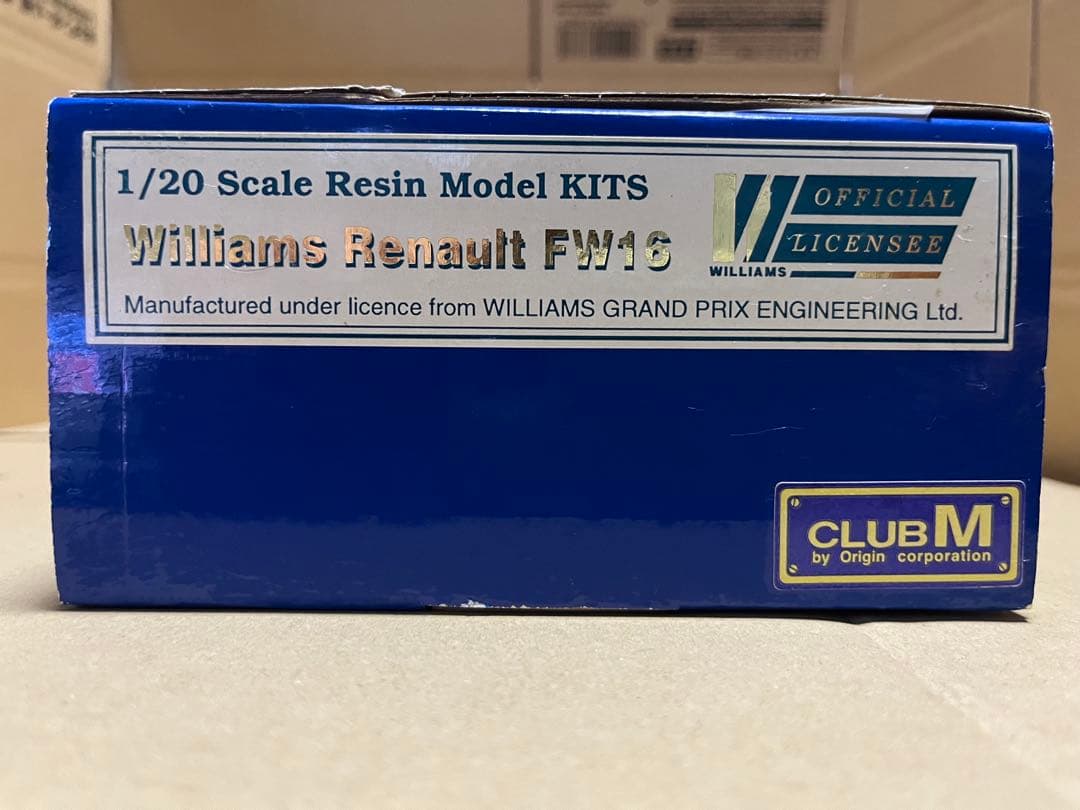 1/20 Scale Resin Model KITS
Williams Renault FW16
Manufactured under licence from WILLIAMS GRAND PRIX ENGINEERING Ltd.
OFFICIAL
LICENSEE
WILLIAMS
CLUB M
by Origin corporation